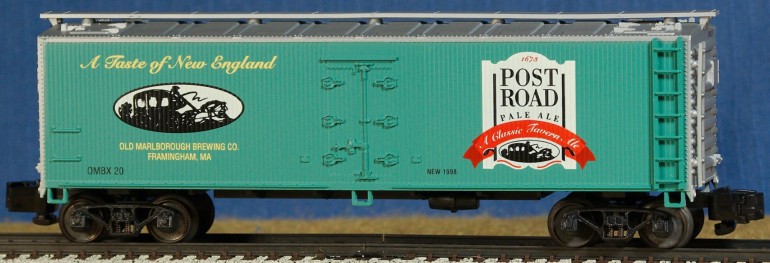 A Taste of New England
OLD MARLBOROUGH BREWING CO.
FRAMINGHAM, MA
OMBX 20
NEW 1998
1673
POST
ROAD
PALE ALE
A Classic Tavern Ale